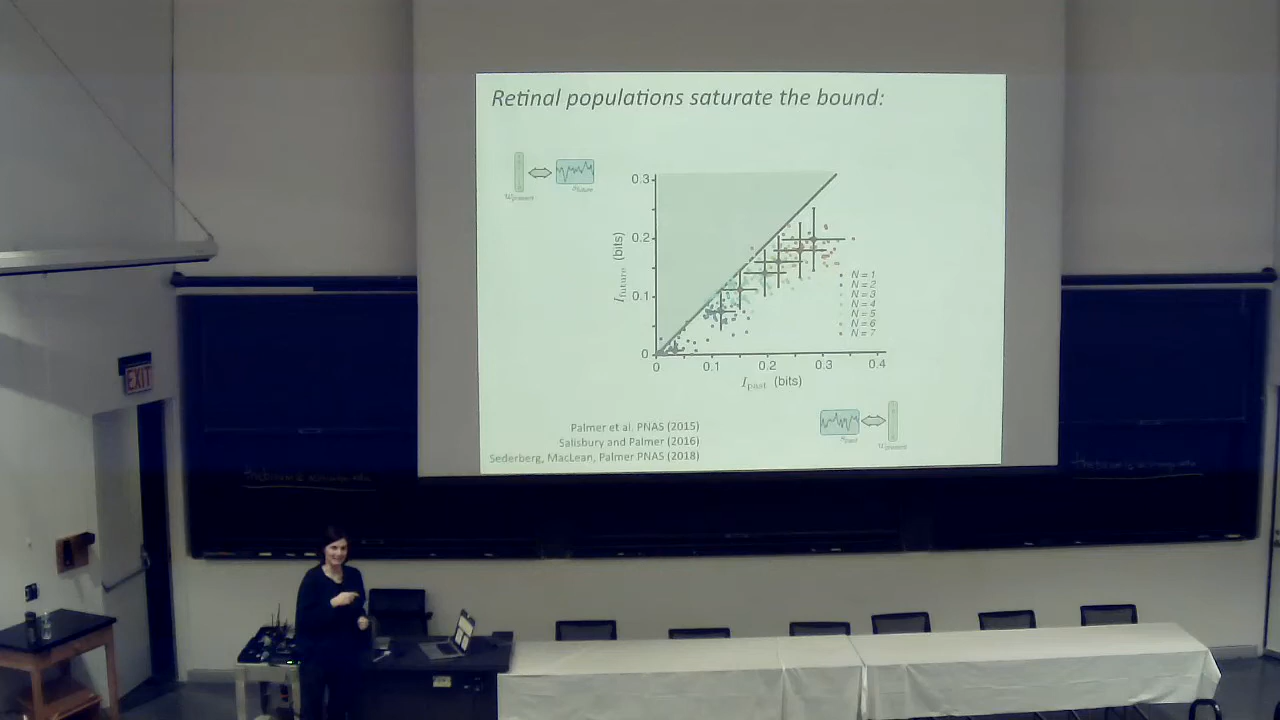 Retinal populations saturate the bound:
0.3
0.2
0.1
0
I future (bits)
0 0.1 0.2 0.3 0.4
I past (bits)
N = 1
N = 2
N = 3
N = 4
N = 5
N = 6
N = 7
Palmer et al. PNAS (2015)
Salisbury and Palmer (2016)
Sederberg, MacLean, Palmer PNAS (2018)
EXIT